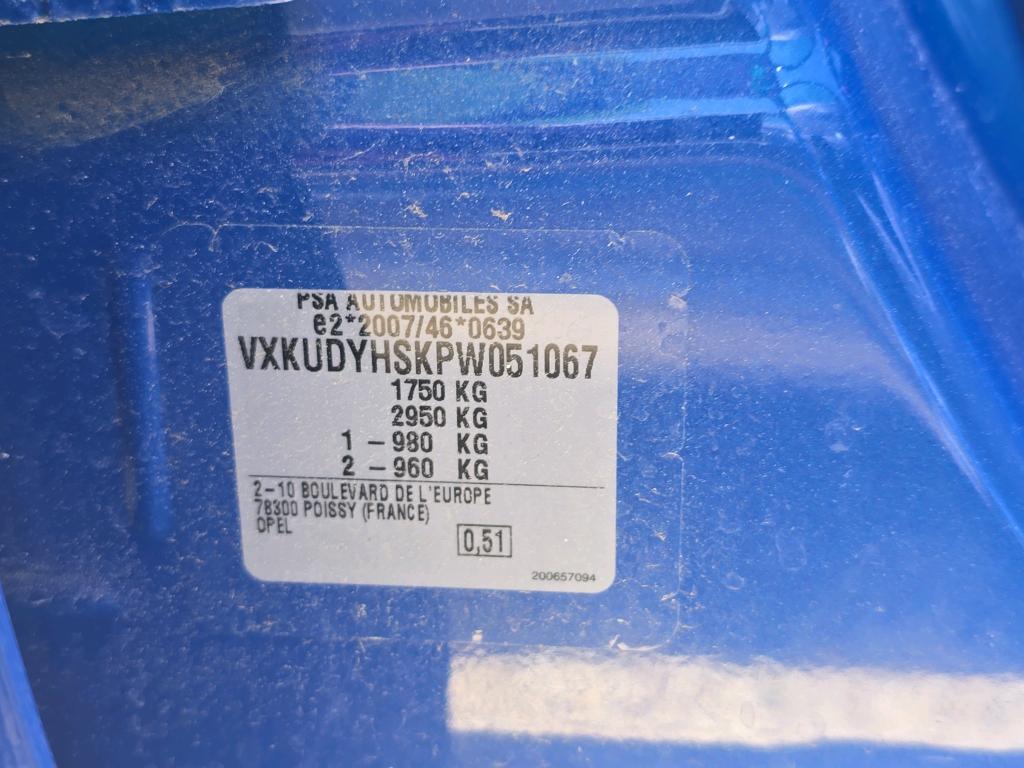 PSA AUTOMOBILES SA
e2*2007/46*0639
VXKUDYHSKPW051067
1750 KG
2950 KG
1 – 980 KG
2 – 960 KG
2–10 BOULEVARD DE L'EUROPE
78300 POISSY (FRANCE)
OPEL
0,51
200657094